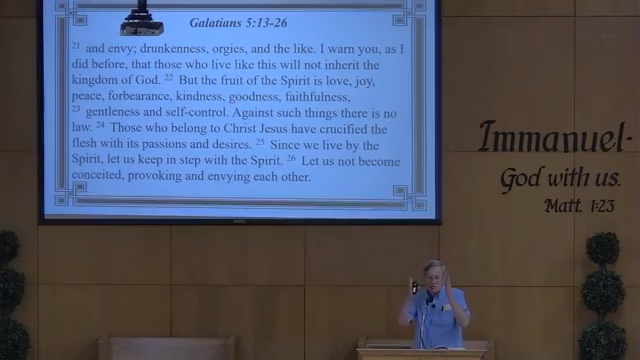 Galatians 5:13-26
21 and envy; drunkenness, orgies, and the like. I warn you, as I
did before, that those who live like this will not inherit the
kingdom of God. 22 But the fruit of the Spirit is love, joy,
peace, forbearance, kindness, goodness, faithfulness,
23 gentleness and self-control. Against such things there is no
law. 24 Those who belong to Christ Jesus have crucified the
flesh with its passions and desires. 25 Since we live by the
Spirit, let us keep in step with the Spirit. 26 Let us not become
conceited, provoking and envying each other.
Immanuel-
God with us.
Matt. 1:23